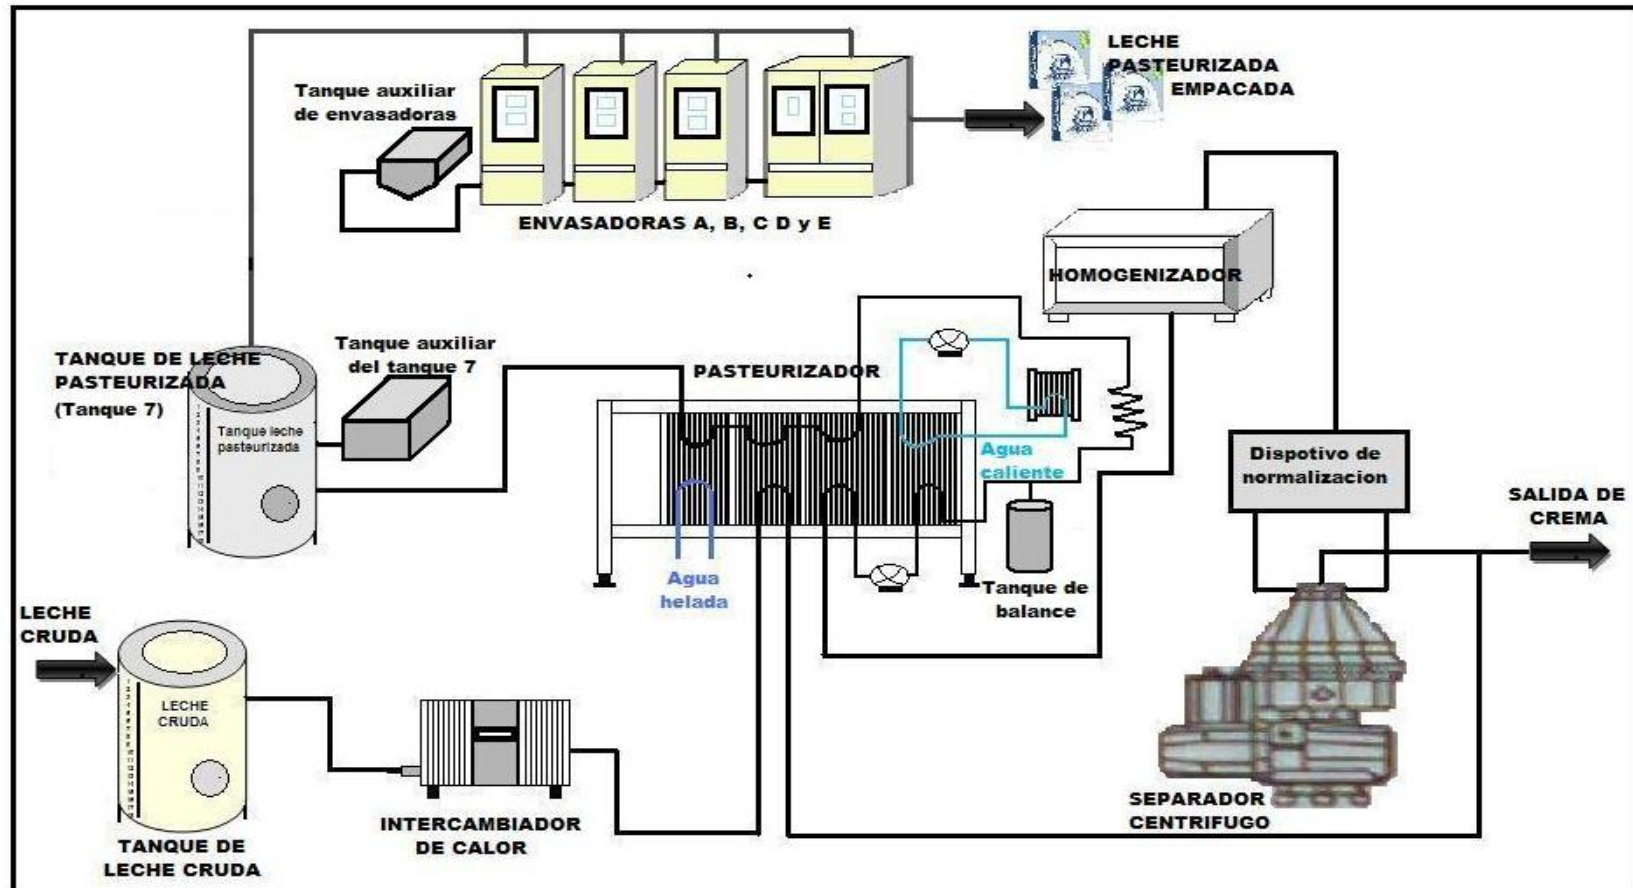 LECHE
PASTEURIZADA
EMPACADA
Tanque auxiliar
de envasadoras
ENVASADORAS A, B, C D y E
HOMOGENIZADOR
TANQUE DE LECHE
PASTEURIZADA
(Tanque 7)
Tanque auxiliar
del tanque 7
Tanque leche
pasteurizada
PASTEURIZADOR
Agua
caliente
Dispotivo de
normalizacion
SALIDA DE
CREMA
Agua
helada
Tanque de
balance
LECHE
CRUDA
LECHE
CRUDA
INTERCAMBIADOR
DE CALOR
SEPARADOR
CENTRIFUGO
TANQUE DE
LECHE CRUDA